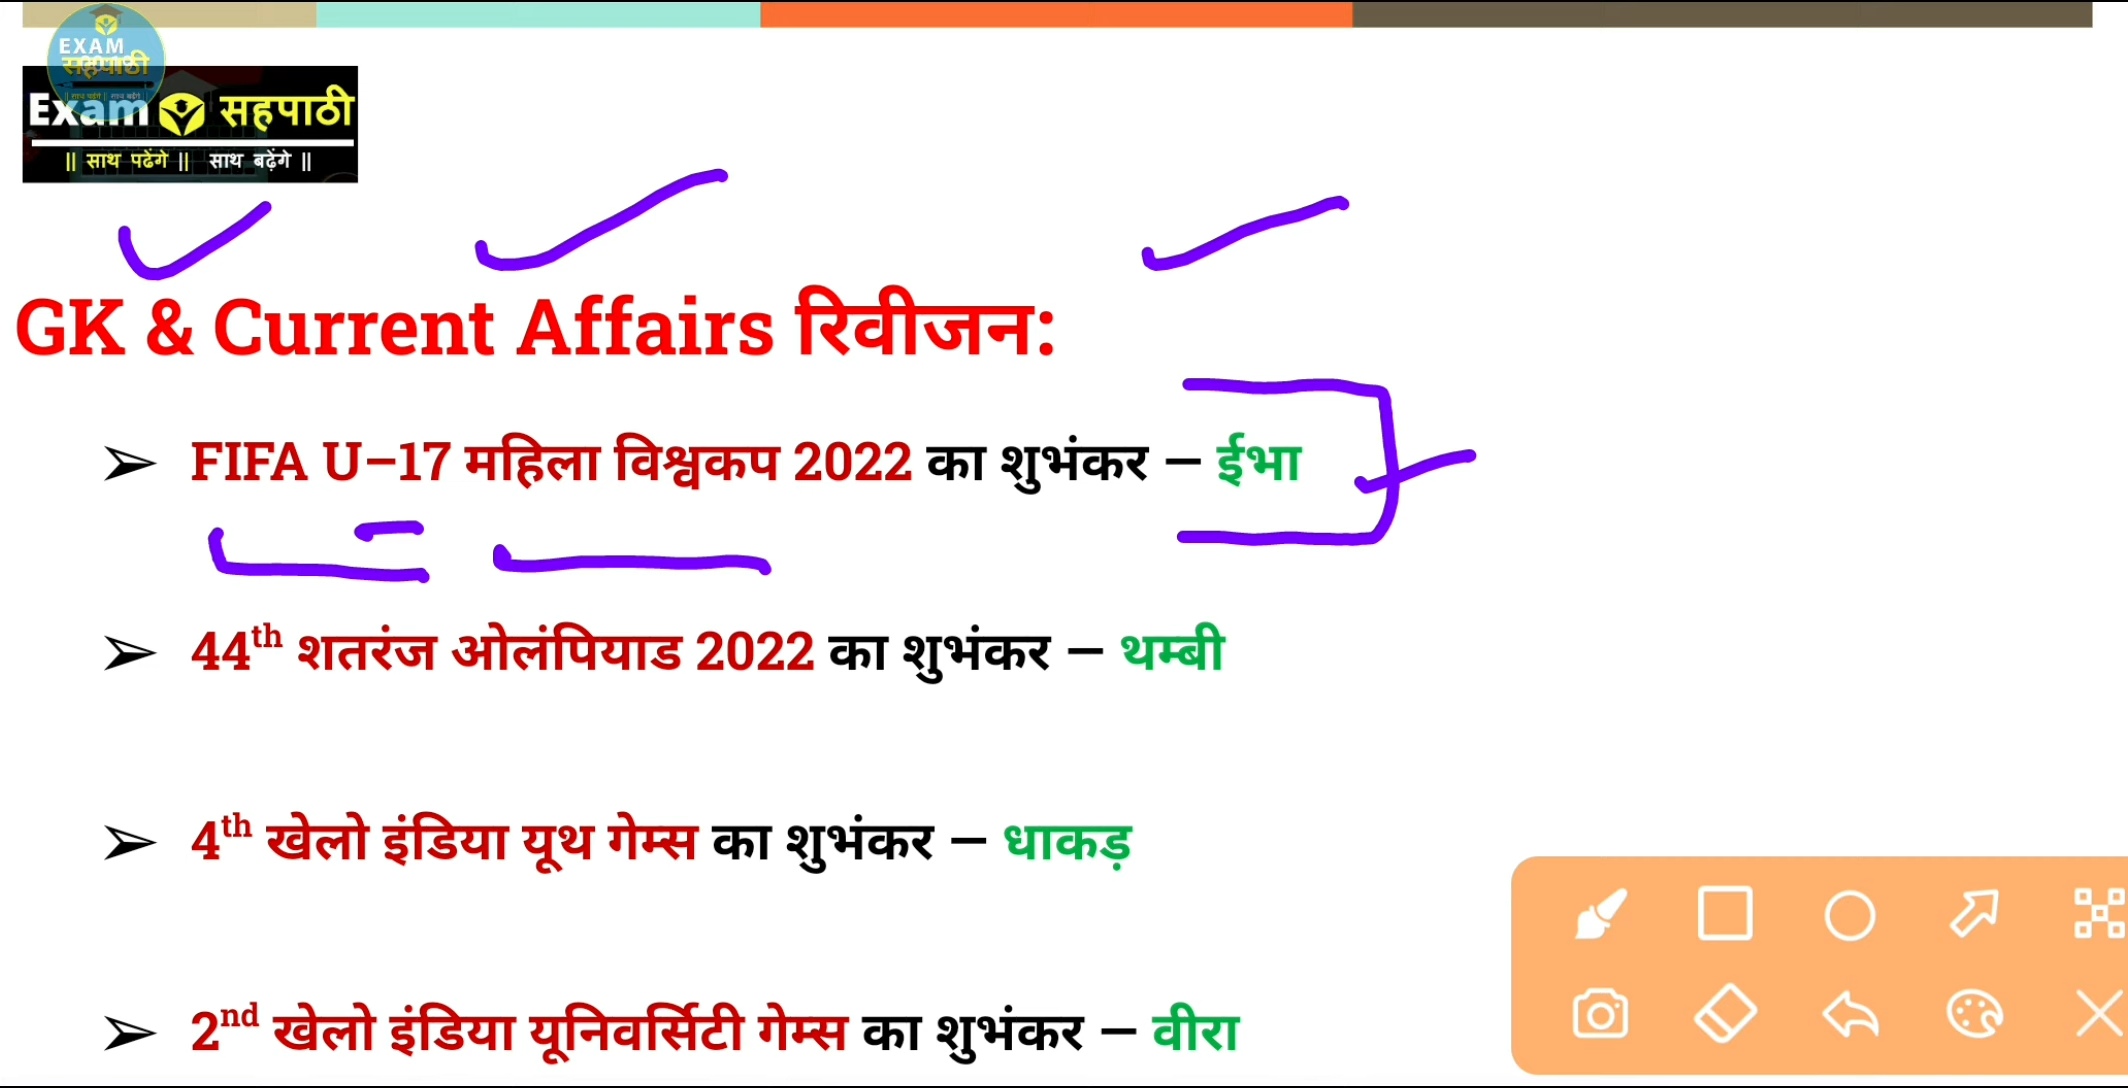 EXAM
सहपाठी
Exam सहपाठी
|| साथ पढेंगे || साथ बढ़ेंगे ||
GK & Current Affairs रिवीजन:
➢ FIFA U–17 महिला विश्वकप 2022 का शुभंकर – ईभा
➢ 44th शतरंज ओलंपियाड 2022 का शुभंकर – थम्बी
➢ 4th खेलो इंडिया यूथ गेम्स का शुभंकर – धाकड़
➢ 2nd खेलो इंडिया यूनिवर्सिटी गेम्स का शुभंकर – वीरा